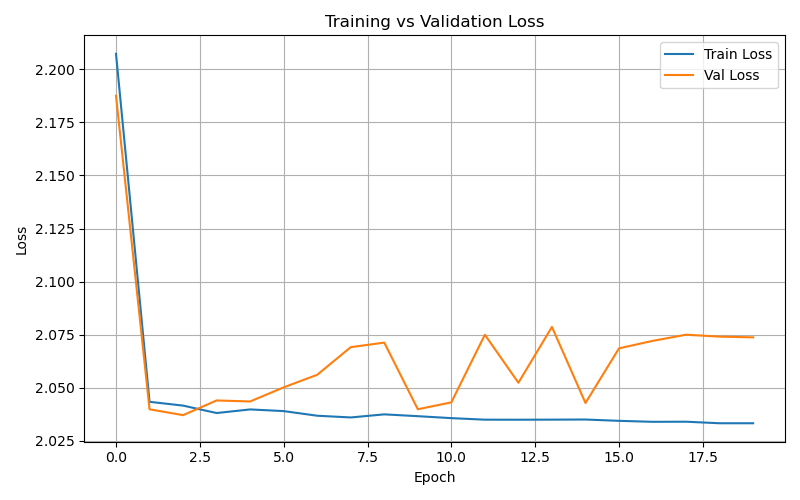 Training vs Validation Loss
Train Loss
Val Loss
2.200
2.175
2.150
2.125
2.100
2.075
2.050
2.025
Loss
0.0 2.5 5.0 7.5 10.0 12.5 15.0 17.5
Epoch